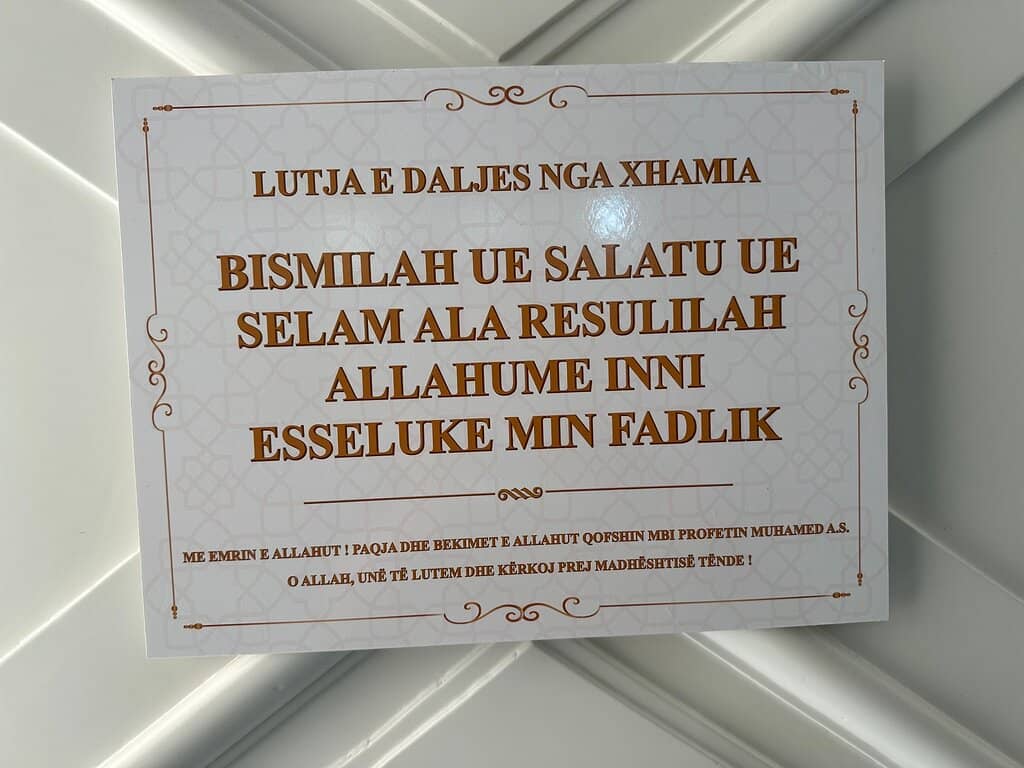 LUTJA E DALJES NGA XHAMIA
BISMILAH UE SALATU UE
SELAM ALA RESULILAH
ALLAHUME INNI
ESSELUKE MIN FADLIK
ME EMRIN E ALLAHUT ! PAQJA DHE BEKIMET E ALLAHUT QOFSHIN MBI PROFETIN MUHAMED A.S.
O ALLAH, UNË TË LUTEM DHE KËRKOJ PREJ MADHËSHTISË TËNDE !